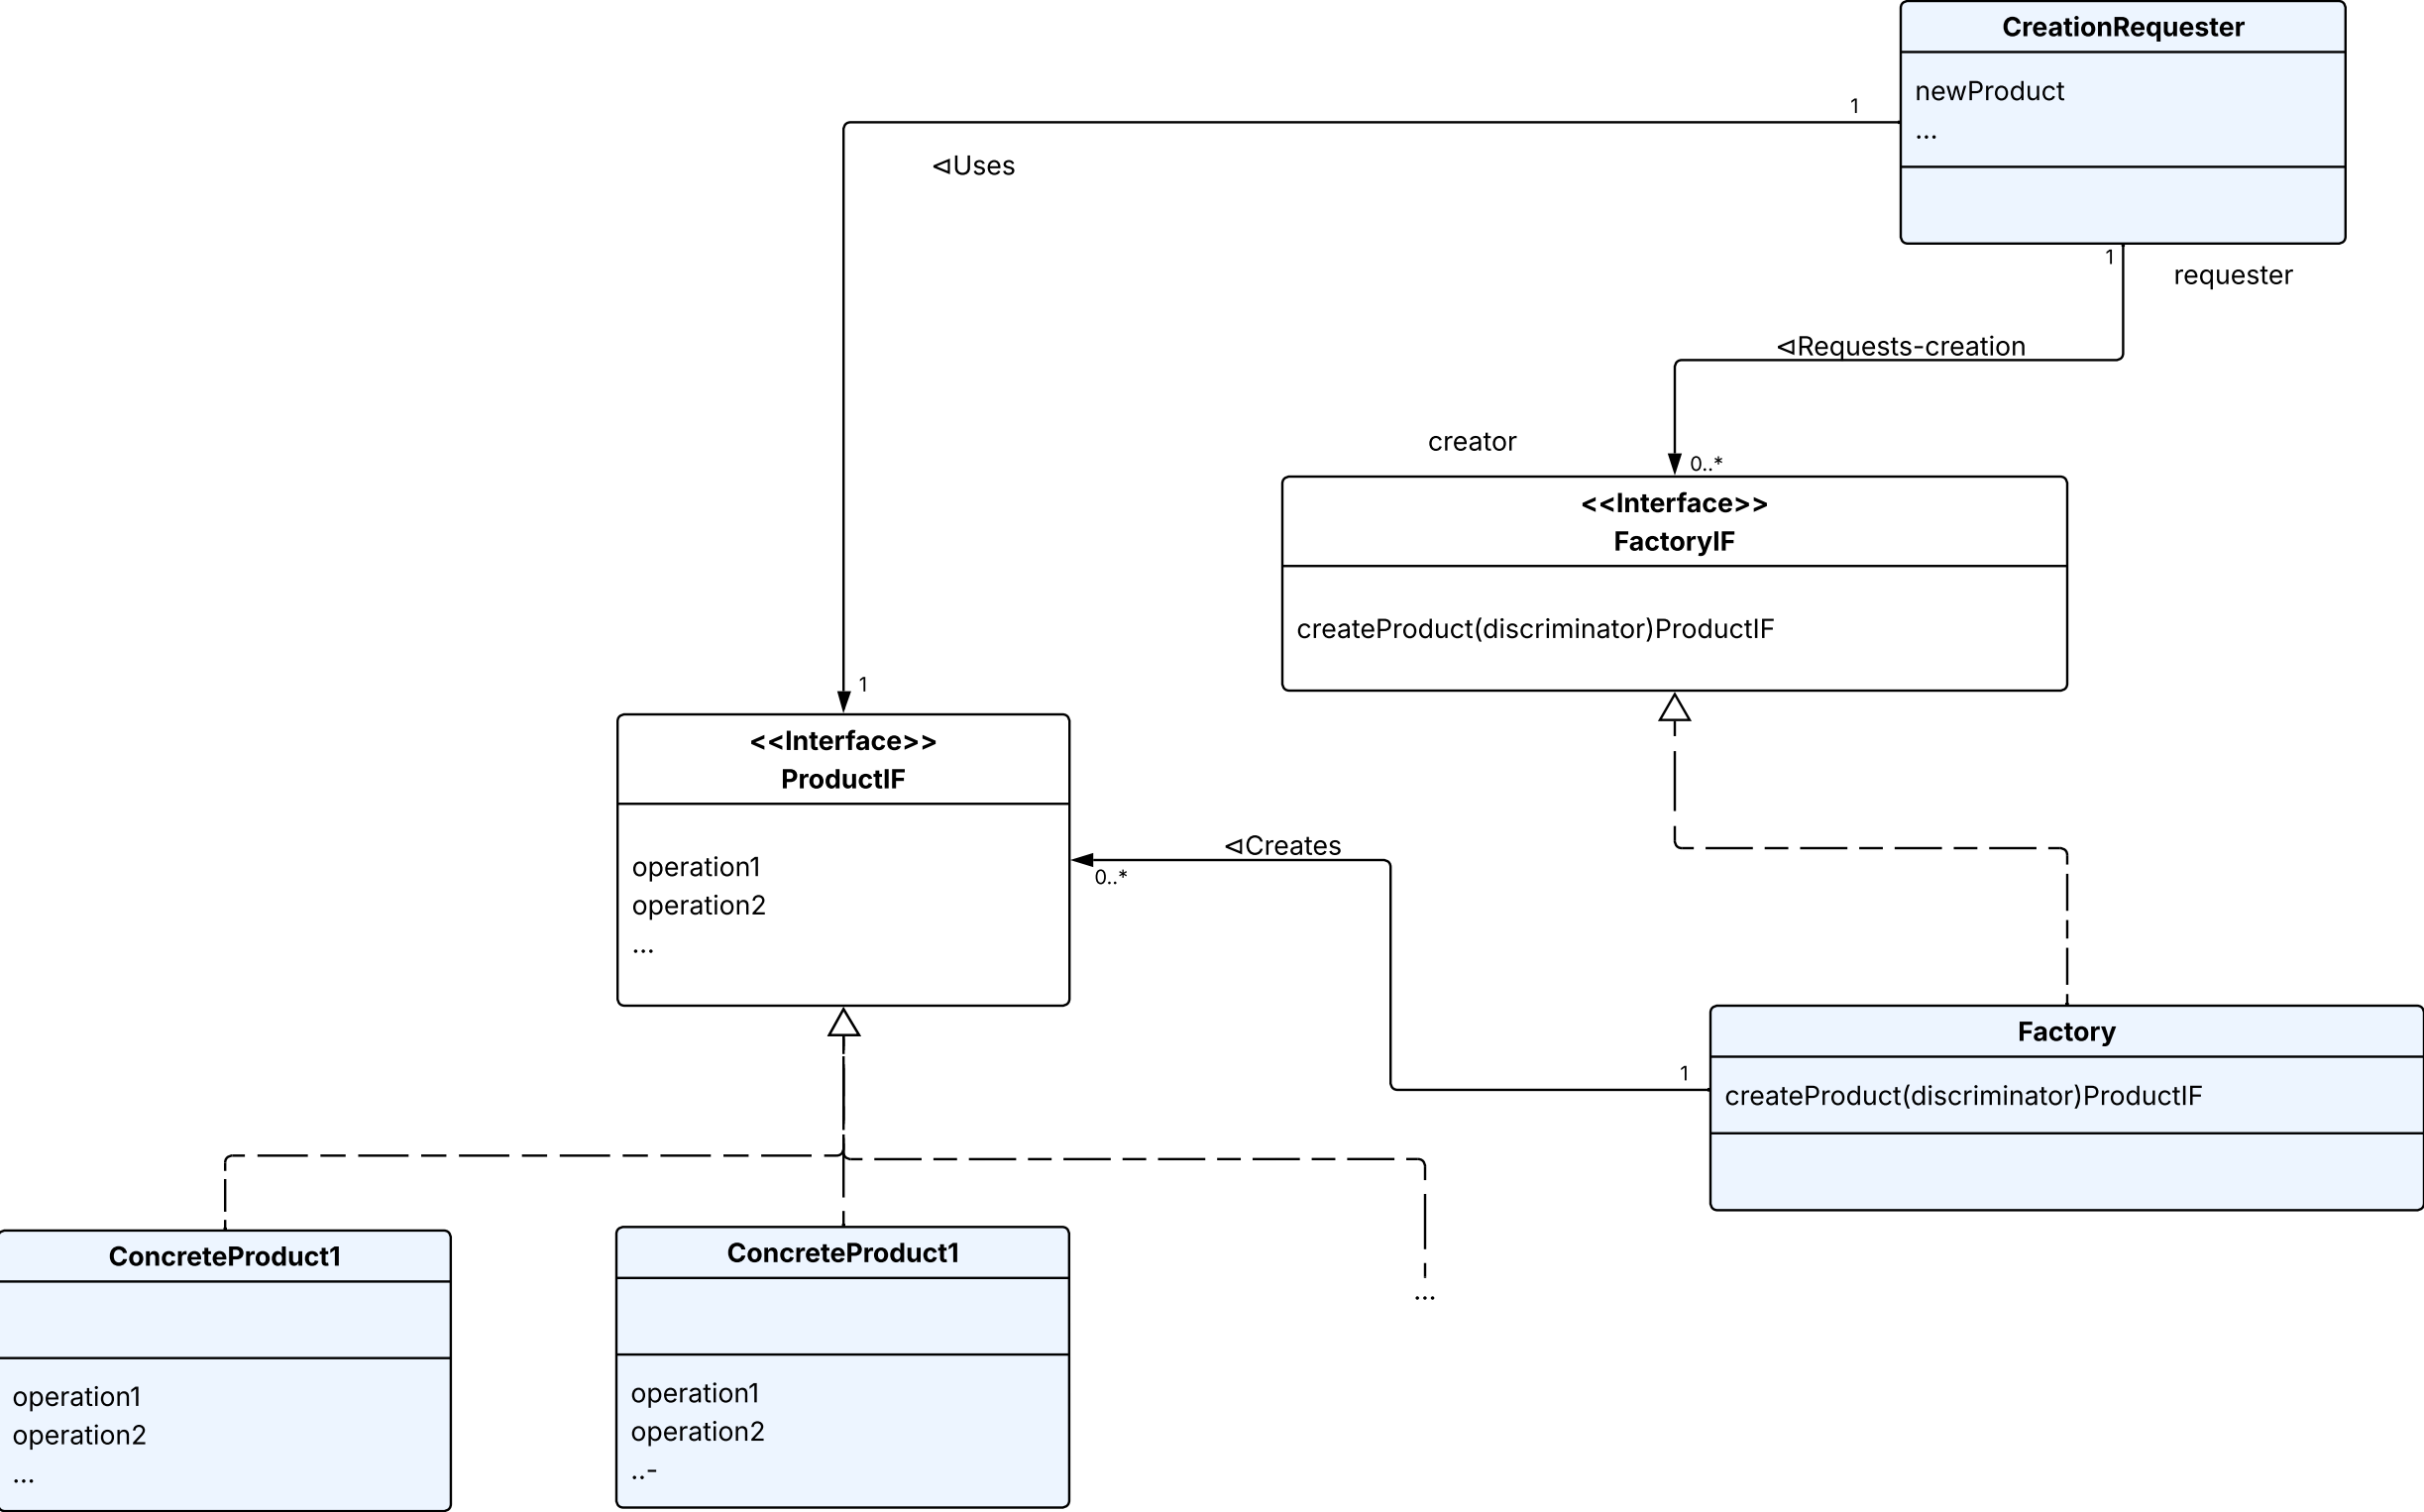 CreationRequester
newProduct
...
1
⊲Uses
1
requester
⊲Requests-creation
creator
0..*
<<Interface>>
FactoryIF
createProduct(discriminator)ProductIF
1
<<Interface>>
ProductIF
operation1
operation2
...
⊲Creates
0..*
1
Factory
createProduct(discriminator)ProductIF
ConcreteProduct1
operation1
operation2
...
ConcreteProduct1
operation1
operation2
..-
...